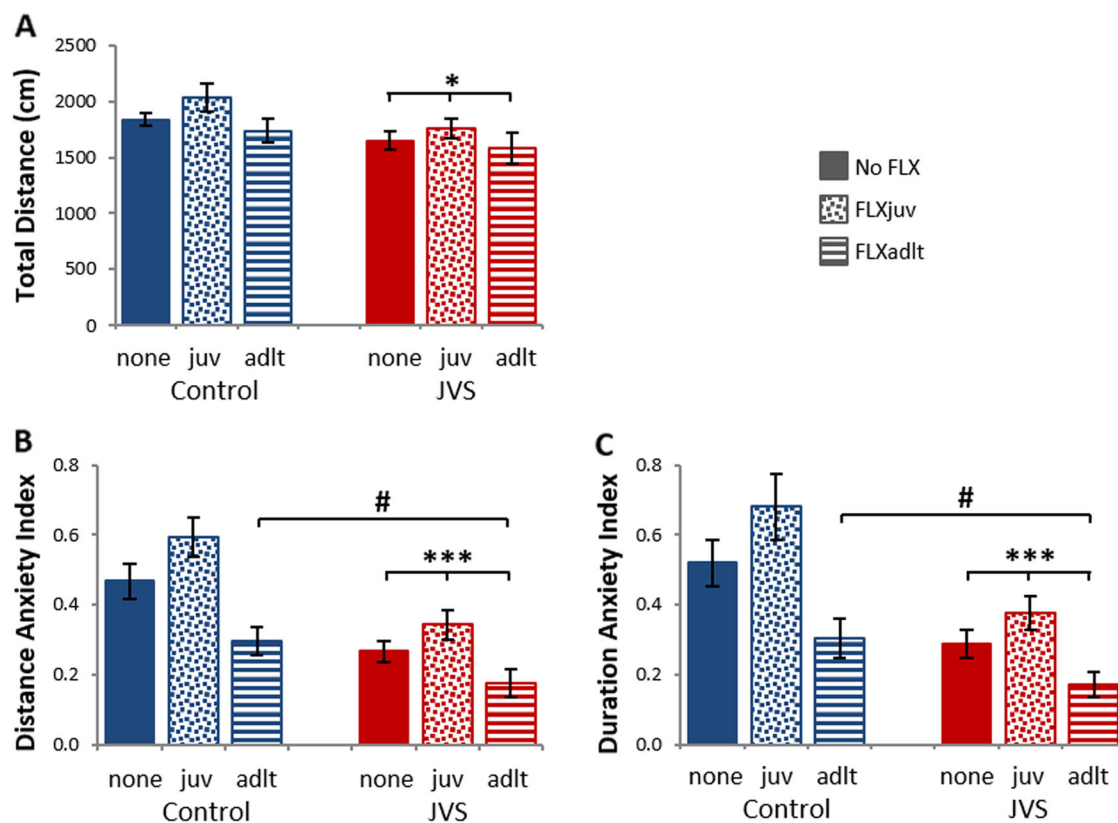 A
Total Distance (cm)
2500
2000
1500
1000
500
0
*
none juv adlt none juv adlt
Control JVS
No FLX
FLXjuv
FLXadlt
B
Distance Anxiety Index
0.8
0.6
0.4
0.2
0.0
#
***
none juv adlt none juv adlt
Control JVS
C
Duration Anxiety Index
0.8
0.6
0.4
0.2
0.0
#
***
none juv adlt none juv adlt
Control JVS